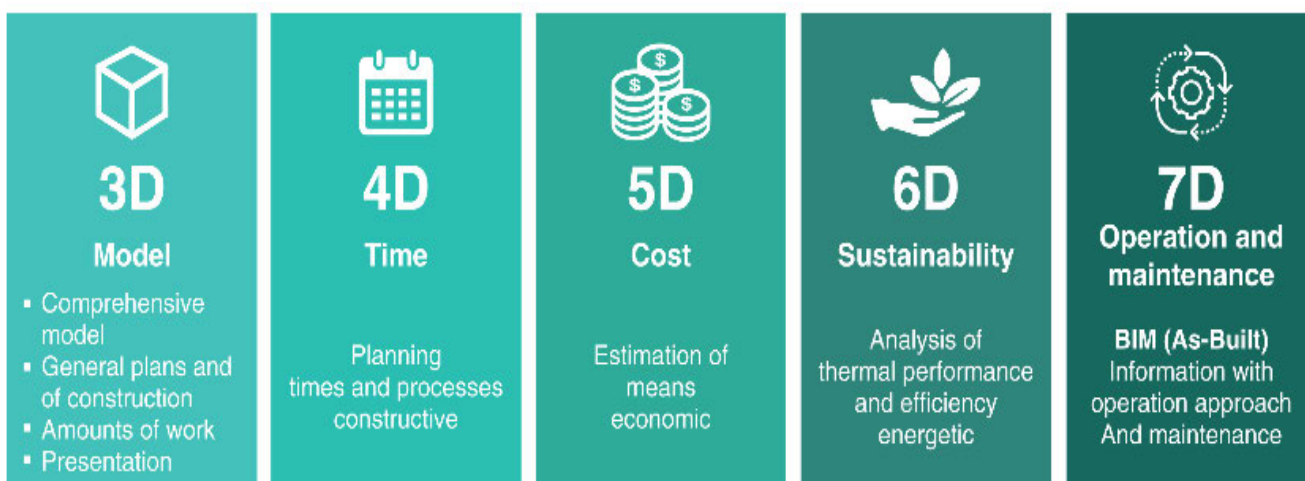 3D
Model
▪ Comprehensive
model
▪ General plans and
of construction
▪ Amounts of work
▪ Presentation
4D
Time
Planning
times and processes
constructive
$
$
$
5D
Cost
Estimation of
means
economic
6D
Sustainability
Analysis of
thermal performance
and efficiency
energetic
7D
Operation and
maintenance
BIM (As-Built)
Information with
operation approach
And maintenance